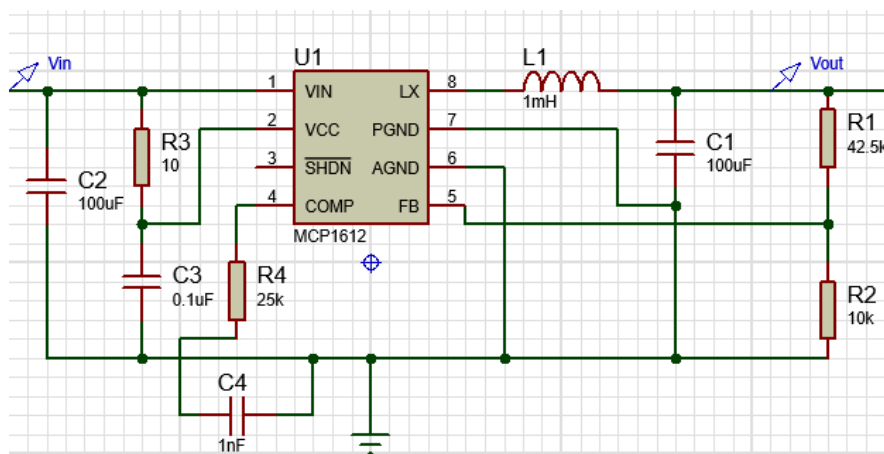 Vin
U1
L1
Vout
1
VIN
LX
8
1mH
2
VCC
PGND
7
R3
10
C1
100uF
R1
42.5k
3
SHDN
AGND
6
C2
100uF
4
COMP
FB
5
MCP1612
C3
0.1uF
R4
25k
R2
10k
C4
1nF